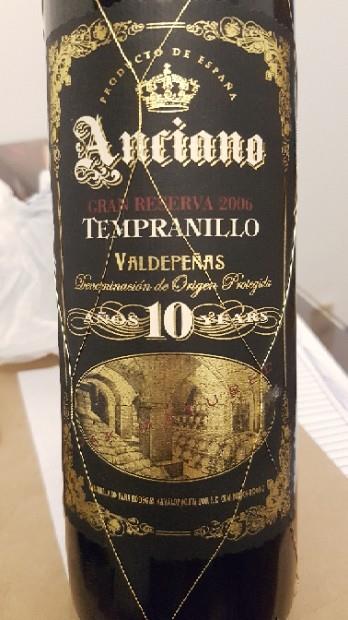 PRODUCTO DE ESPAÑA
Anciano
GRAN RESERVA 2006
TEMPRANILLO
VALDEPEÑAS
Denominación de Origen Protegida
AÑOS 10 YEARS